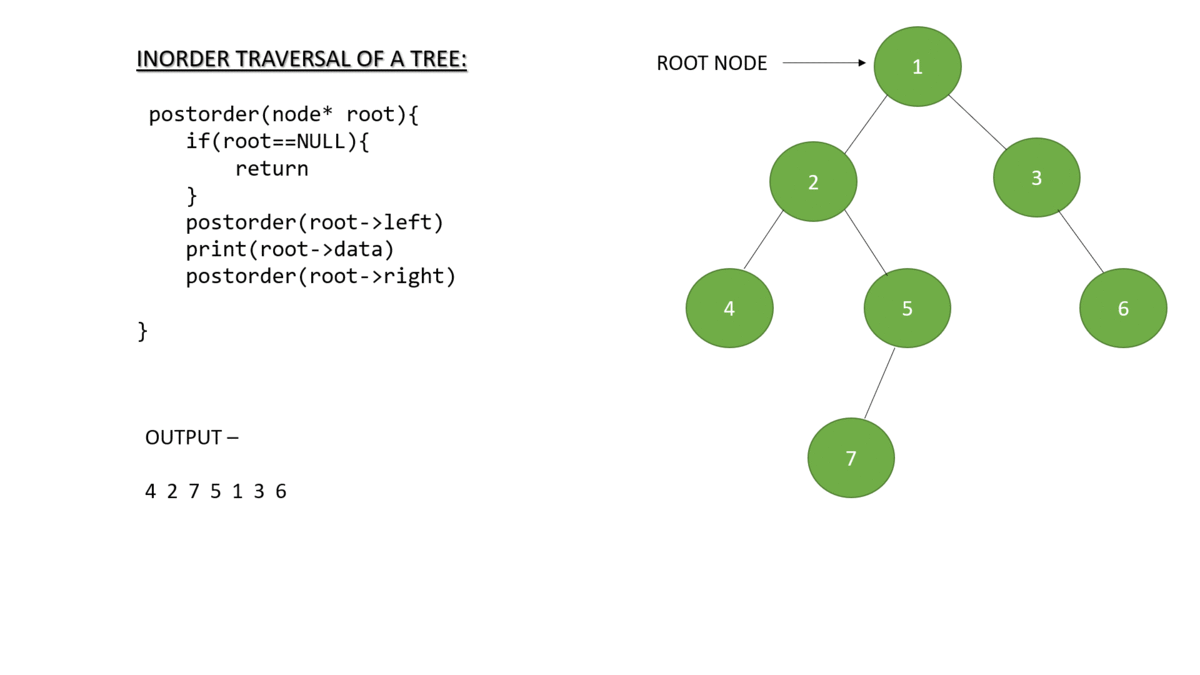 INORDER TRAVERSAL OF A TREE:
postorder(node* root){
if(root==NULL){
return
}
postorder(root->left)
print(root->data)
postorder(root->right)
}
OUTPUT –
4 2 7 5 1 3 6
ROOT NODE
1
2
3
4
5
6
7